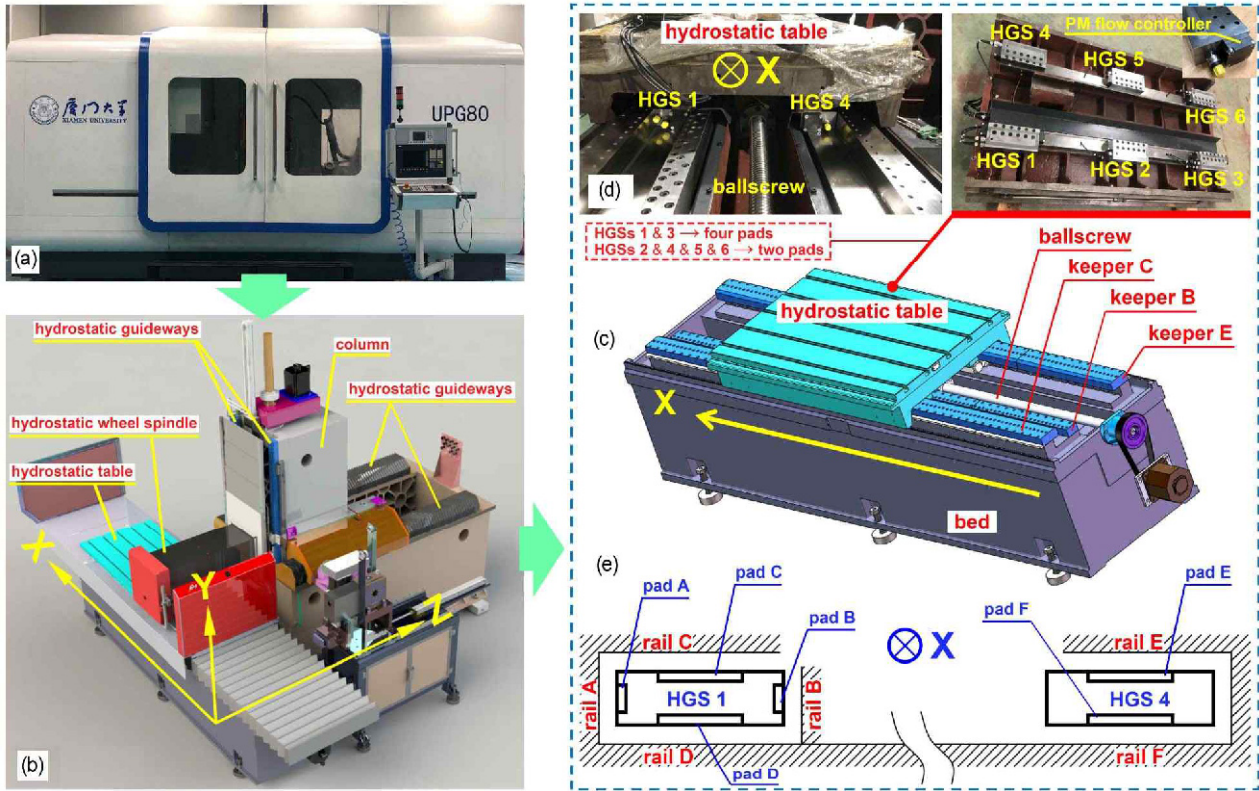 厦门大学
XIAMEN UNIVERSITY
UPG80
(a)
hydrostatic guideways
column
hydrostatic guideways
hydrostatic wheel spindle
hydrostatic table
X
Y
Z
(b)
hydrostatic table
X
HGS 1
HGS 4
ballscrew
(d)
PM flow controller
HGS 4
HGS 5
HGS 6
HGS 1
HGS 2
HGS 3
HGSs 1 & 3 → four pads
HGSs 2 & 4 & 5 & 6 → two pads
ballscrew
keeper C
keeper B
keeper E
hydrostatic table
(c)
X
bed
(e)
pad C
pad E
pad A
pad B
pad F
X
rail C
rail E
rail A
HGS 1
rail B
HGS 4
rail D
rail F
pad D